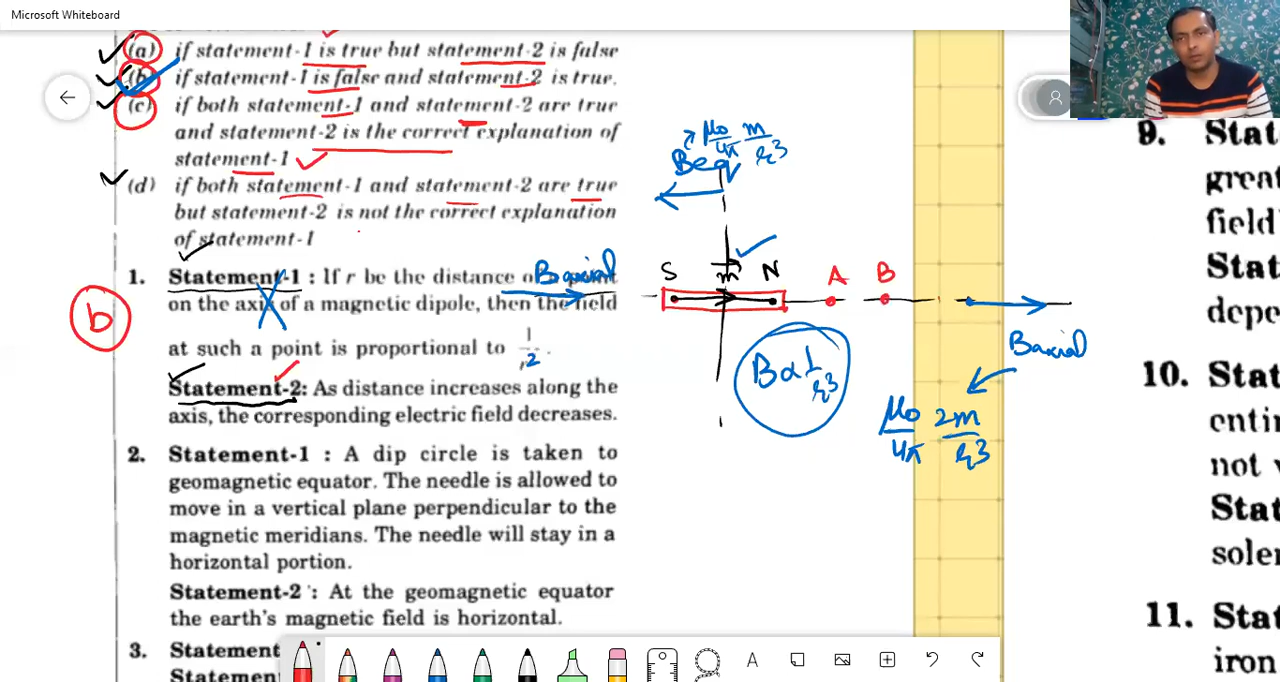 Microsoft Whiteboard
(a) if statement-1 is true but statement-2 is false
(b) if statement-1 is false and statement-2 is true.
(c) if both statement-1 and statement-2 are true
and statement-2 is the correct explanation of
statement-1
(d) if both statement-1 and statement-2 are true
but statement-2 is not the correct explanation
of statement-1
1. Statement-1 : If r be the distance of
on the axis of a magnetic dipole, then the field
at such a point is proportional to 1/r2.
Statement-2: As distance increases along the
axis, the corresponding electric field decreases.
2. Statement-1 : A dip circle is taken to
geomagnetic equator. The needle is allowed to
move in a vertical plane perpendicular to the
magnetic meridians. The needle will stay in a
horizontal portion.
Statement-2 : At the geomagnetic equator
the earth's magnetic field is horizontal.
3. Statement
Statemen
b
Baxial
Beq
μ0/4π m/r3
S
m
N
A
B
Baxial
B α 1/r3
μ0/4π 2m/r3
9. State
great
field
Stat
depe
10. Stat
entir
not
Stat
soler
11. Sta
iron